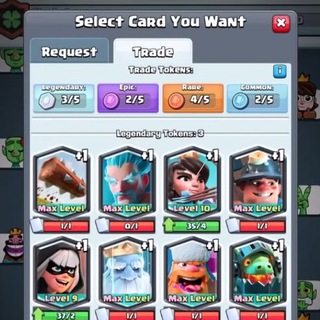 Select Card You Want
Request
Trade
Trade Tokens:
Legendary: 3/5
Epic: 2/5
Rare: 4/5
Common: 2/5
Legendary Tokens: 3
+1 +1 +1 +1
Max Level Max Level Level 10 Max Level
1/1 0/1 35/4 1/1
+1 +1 +1 +1
Level 9 Max Level Max Level Max Level
37/2 1/1 1/1 1/1